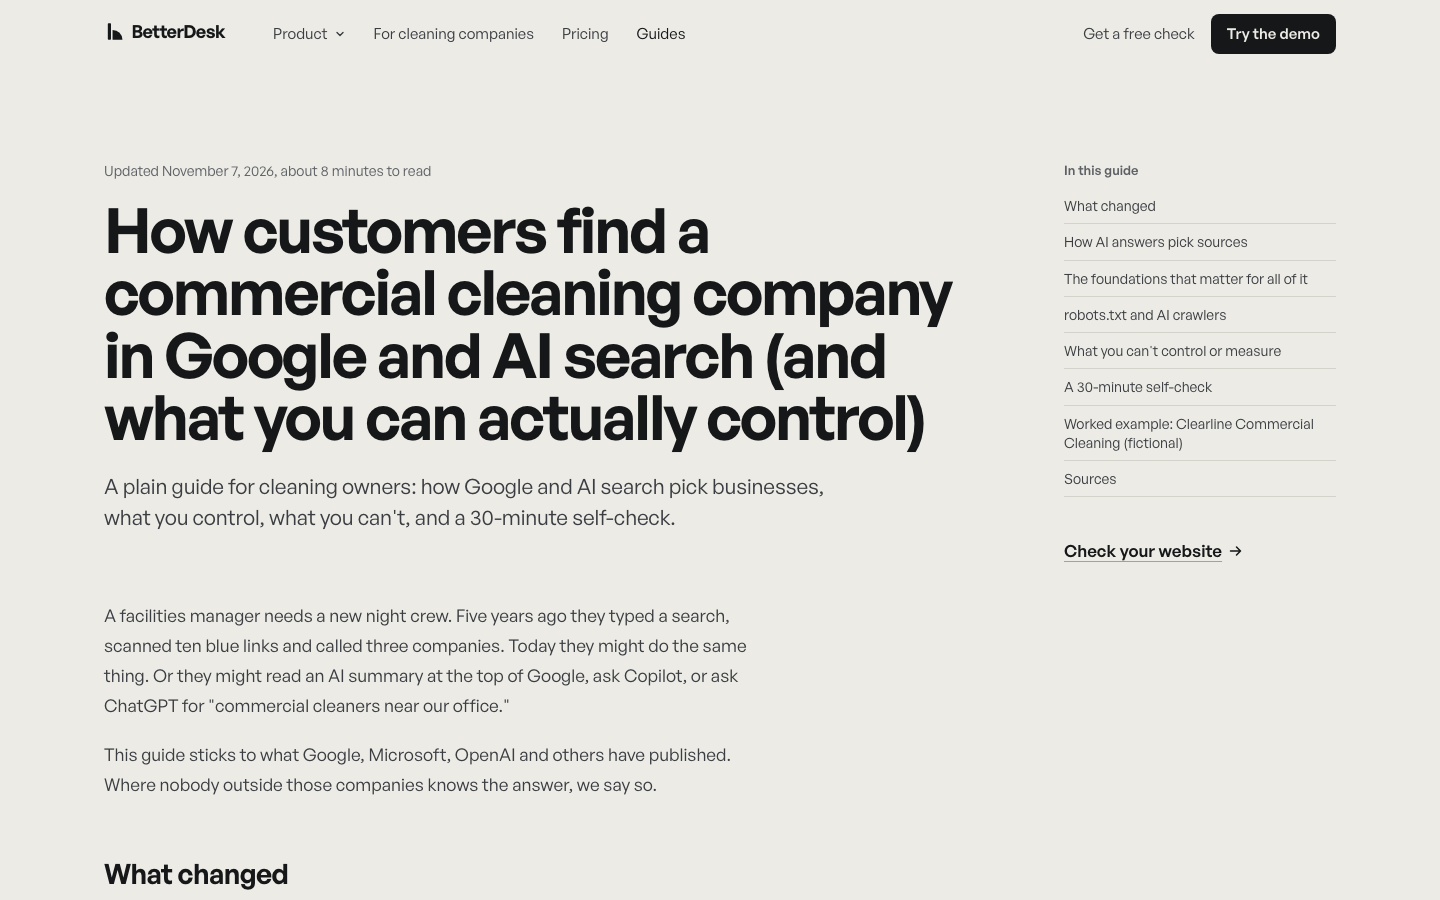 BetterDesk
Product
For cleaning companies
Pricing
Guides
Get a free check
Try the demo
Updated November 7, 2026, about 8 minutes to read
How customers find a
commercial cleaning company
in Google and AI search (and
what you can actually control)
A plain guide for cleaning owners: how Google and AI search pick businesses,
what you control, what you can't, and a 30-minute self-check.
A facilities manager needs a new night crew. Five years ago they typed a search,
scanned ten blue links and called three companies. Today they might do the same
thing. Or they might read an AI summary at the top of Google, ask Copilot, or ask
ChatGPT for "commercial cleaners near our office."
This guide sticks to what Google, Microsoft, OpenAI and others have published.
Where nobody outside those companies knows the answer, we say so.
What changed
In this guide
What changed
How AI answers pick sources
The foundations that matter for all of it
robots.txt and AI crawlers
What you can't control or measure
A 30-minute self-check
Worked example: Clearline Commercial
Cleaning (fictional)
Sources
Check your website →